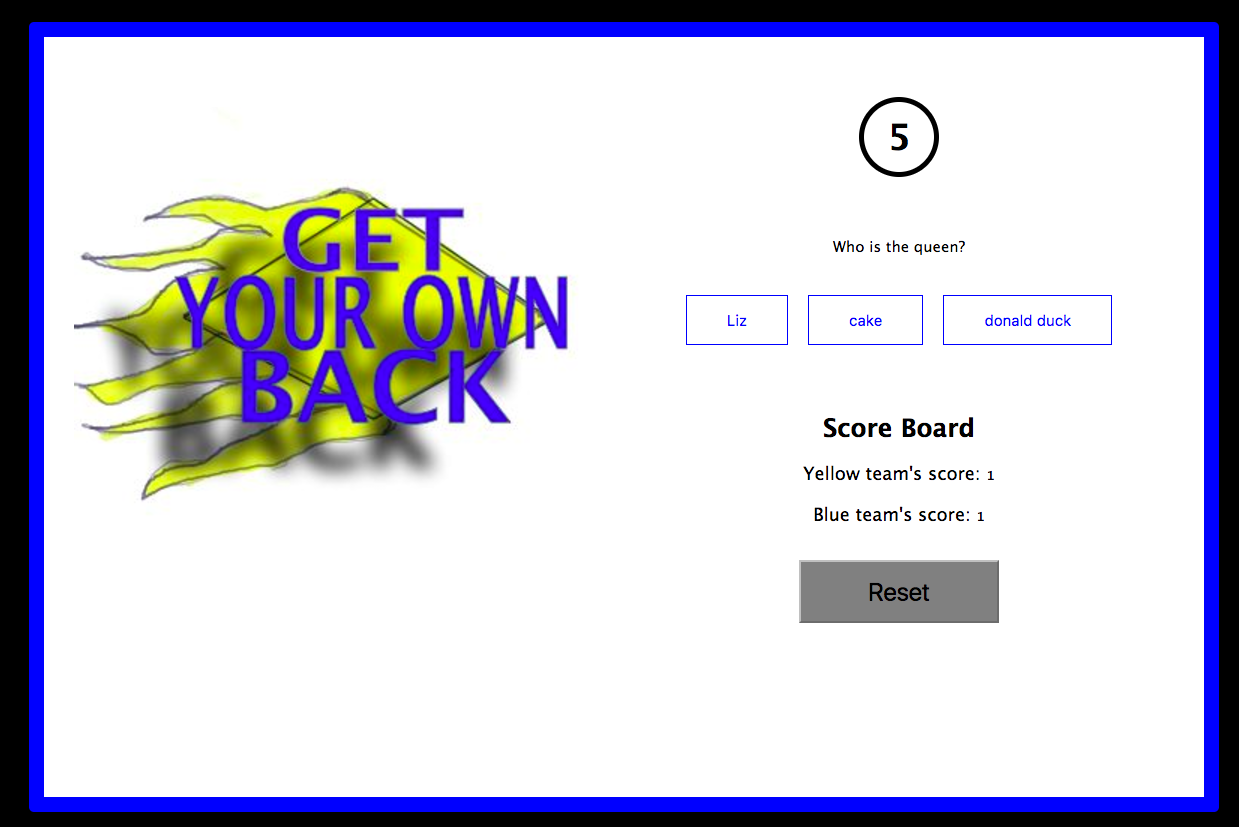 GET
YOUR OWN
BACK
5
Who is the queen?
Liz
cake
donald duck
Score Board
Yellow team's score: 1
Blue team's score: 1
Reset